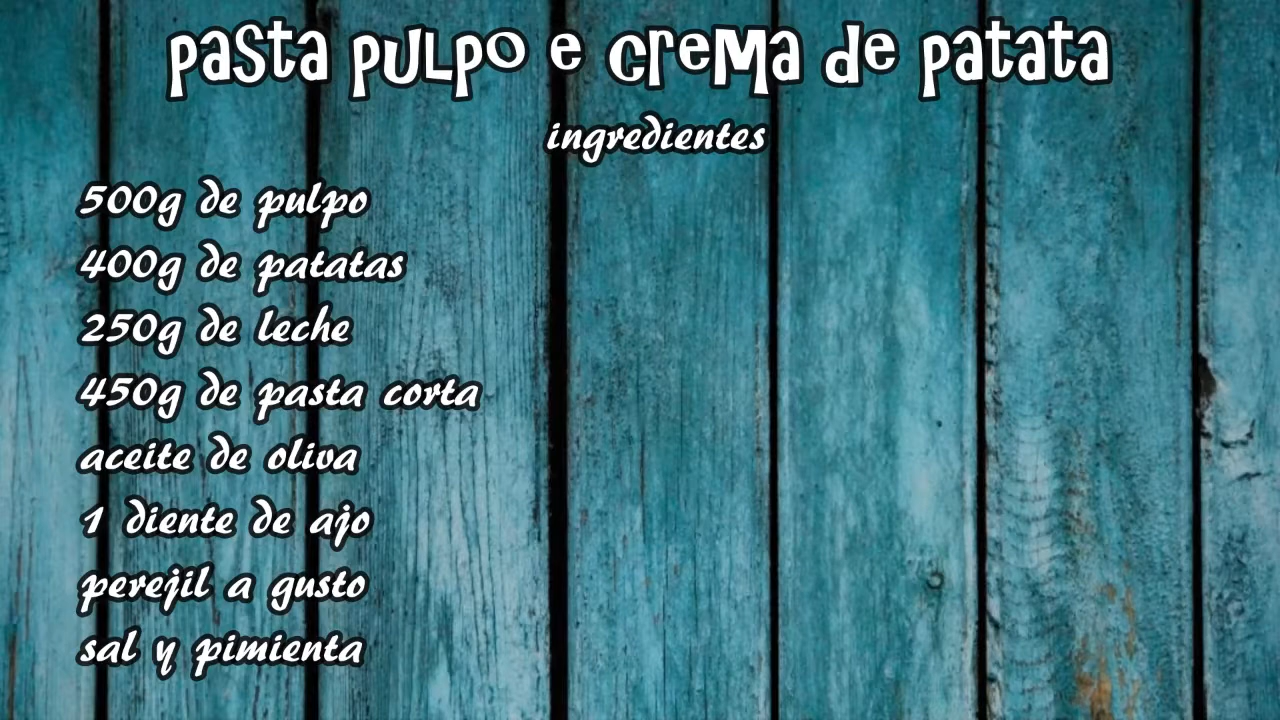 pasta pulpo e crema de patata
ingredientes
500g de pulpo
400g de patatas
250g de leche
450g de pasta corta
aceite de oliva
1 diente de ajo
perejil a gusto
sal y pimienta